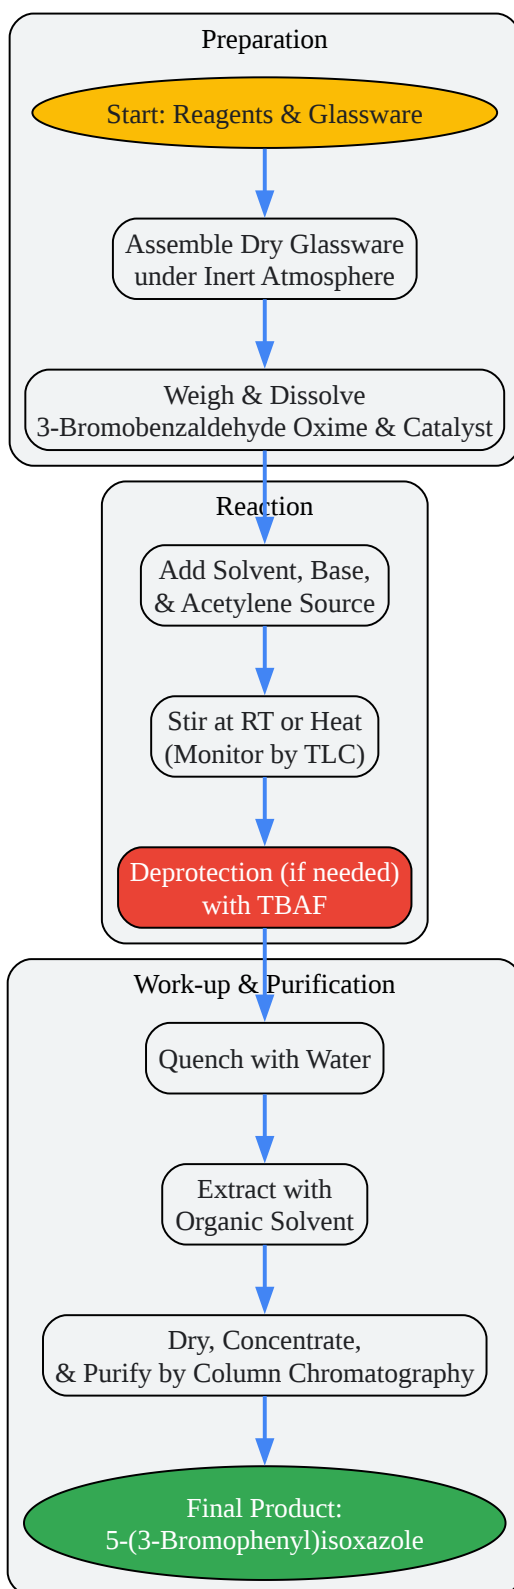 Preparation
Start: Reagents & Glassware
Assemble Dry Glassware
under Inert Atmosphere
Weigh & Dissolve
3-Bromobenzaldehyde Oxime & Catalyst
Reaction
Add Solvent, Base,
& Acetylene Source
Stir at RT or Heat
(Monitor by TLC)
Deprotection (if needed)
with TBAF
Work-up & Purification
Quench with Water
Extract with
Organic Solvent
Dry, Concentrate,
& Purify by Column Chromatography
Final Product:
5-(3-Bromophenyl)isoxazole